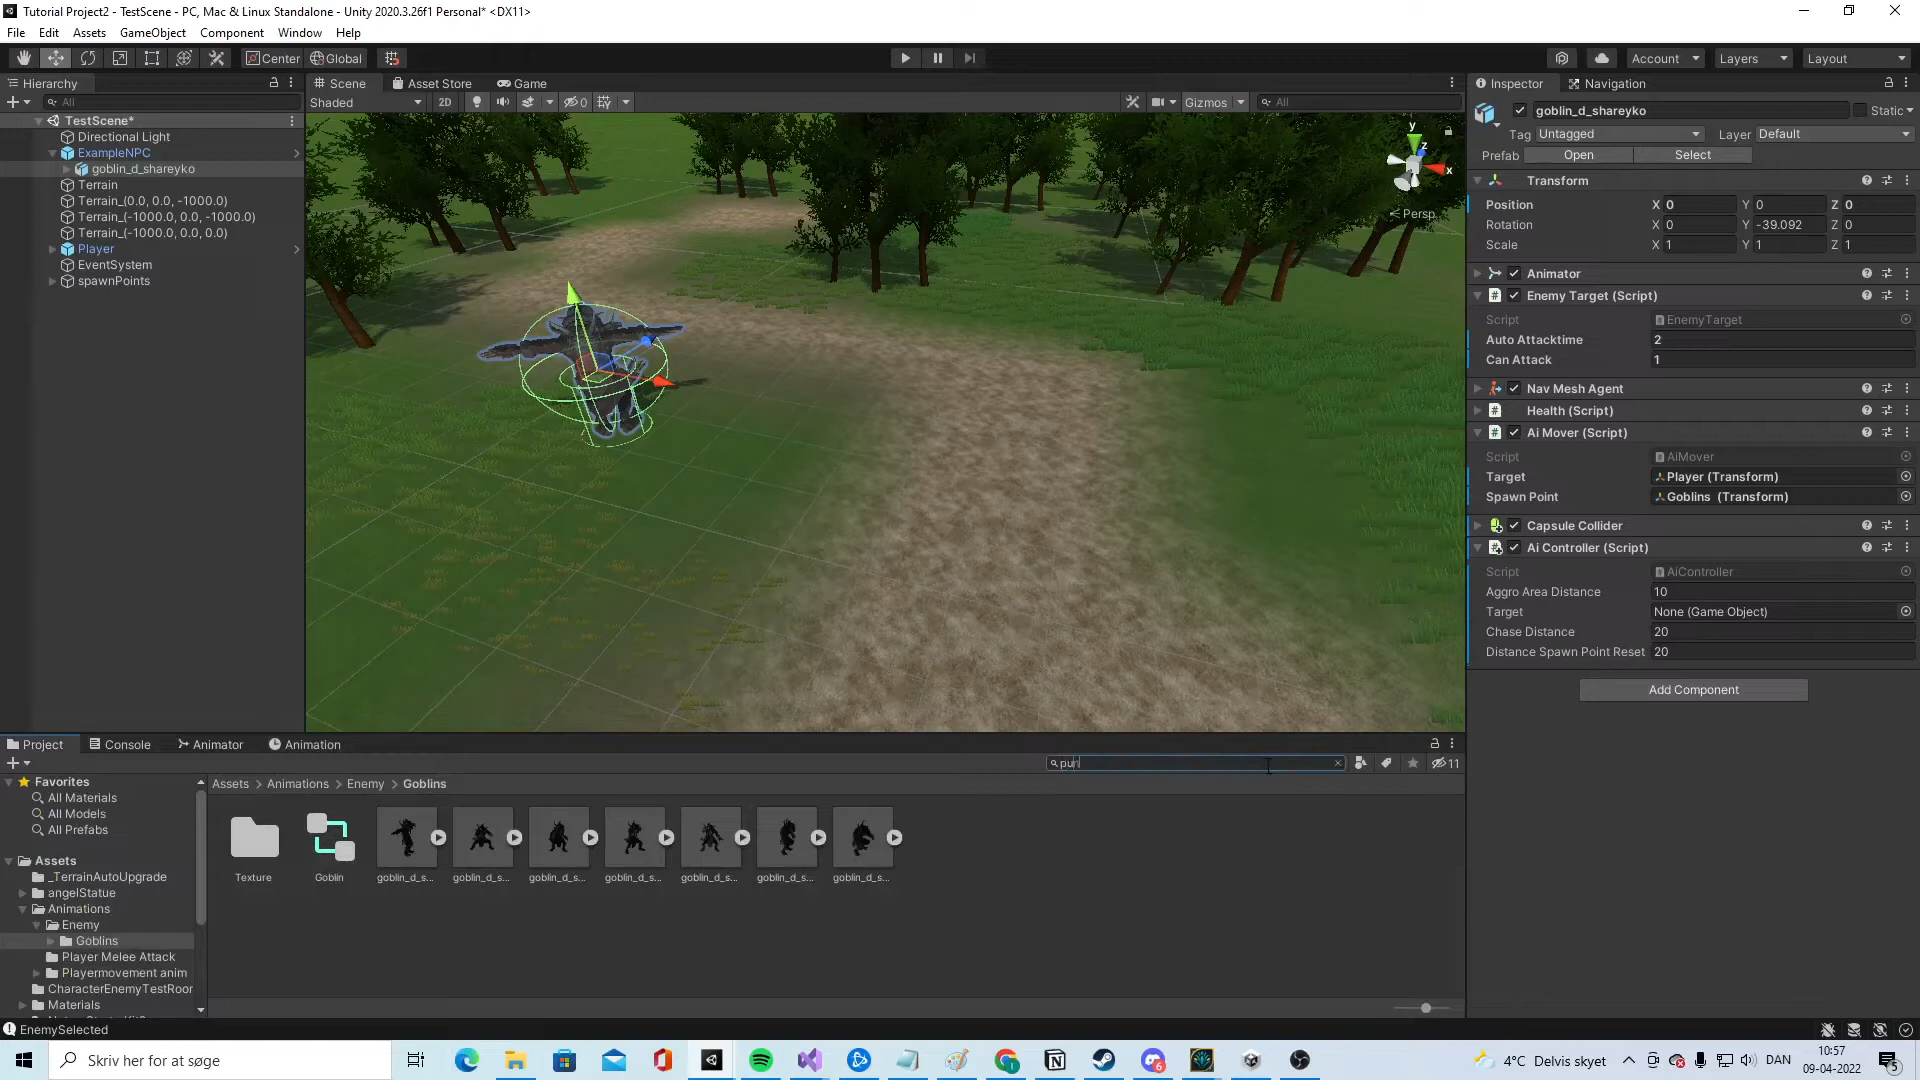 Tutorial Project2 - TestScene - PC, Mac & Linux Standalone - Unity 2020.3.26f1 Personal* <DX11>
File Edit Assets GameObject Component Window Help
Center Global Account Layers Layout
Hierarchy
All
TestScene*
Directional Light
ExampleNPC
goblin_d_shareyko
Terrain
Terrain_(0.0, 0.0, -1000.0)
Terrain_(-1000.0, 0.0, -1000.0)
Terrain_(-1000.0, 0.0, 0.0)
Player
EventSystem
spawnPoints
Scene Asset Store Game
Shaded 2D 0 Gizmos All
y
z
x
Persp
Inspector Navigation
goblin_d_shareyko Static
Tag Untagged Layer Default
Prefab Open Select
Transform
Position X 0 Y 0 Z 0
Rotation X 0 Y -39.092 Z 0
Scale X 1 Y 1 Z 1
Animator
Enemy Target (Script)
Script EnemyTarget
Auto Attacktime 2
Can Attack 1
Nav Mesh Agent
Health (Script)
Ai Mover (Script)
Script AiMover
Target Player (Transform)
Spawn Point Goblins (Transform)
Capsule Collider
Ai Controller (Script)
Script AiController
Aggro Area Distance 10
Target None (Game Object)
Chase Distance 20
Distance Spawn Point Reset 20
Add Component
Project Console Animator Animation
pun 11
Favorites
All Materials
All Models
All Prefabs
Assets
_TerrainAutoUpgrade
angelStatue
Animations
Enemy
Goblins
Player Melee Attack
Playermovement anim
CharacterEnemyTestRoor
Materials
Assets > Animations > Enemy > Goblins
Texture Goblin goblin_d_s... goblin_d_s... goblin_d_s... goblin_d_s... goblin_d_s... goblin_d_s... goblin_d_s...
EnemySelected
Skriv her for at søge
4°C Delvis skyet DAN
10:57
09-04-2022
5
6